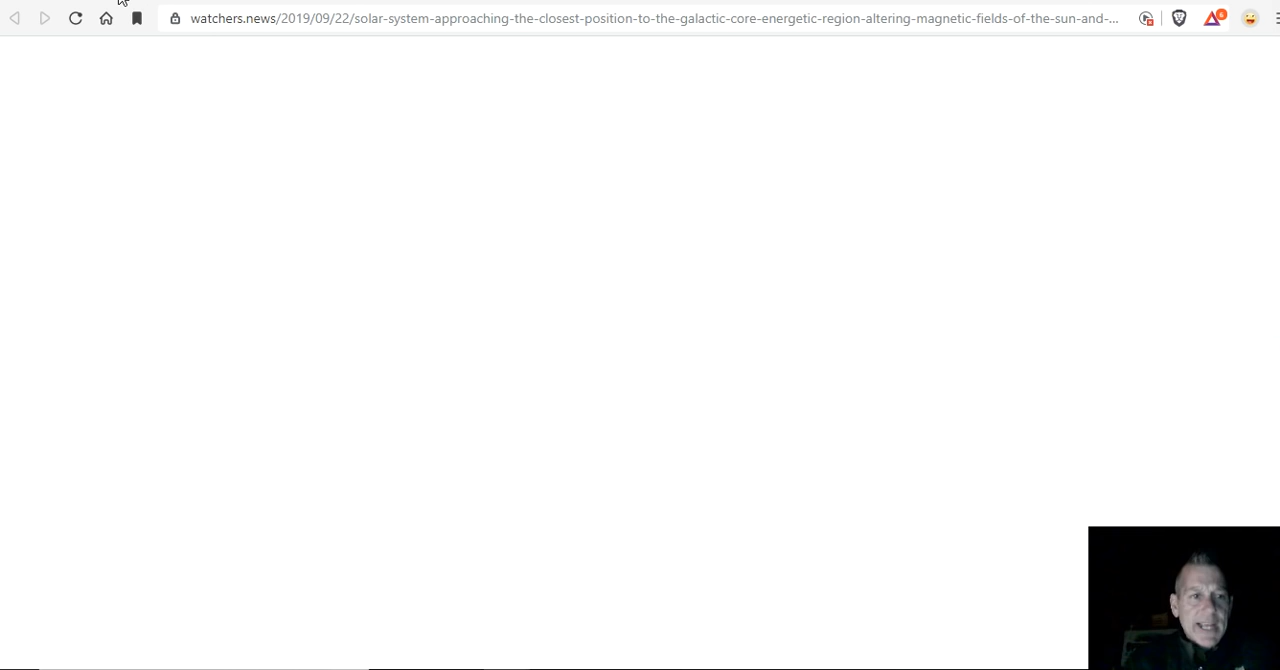 watchers.news/2019/09/22/solar-system-approaching-the-closest-position-to-the-galactic-core-energetic-region-altering-magnetic-fields-of-the-sun-and-...
6